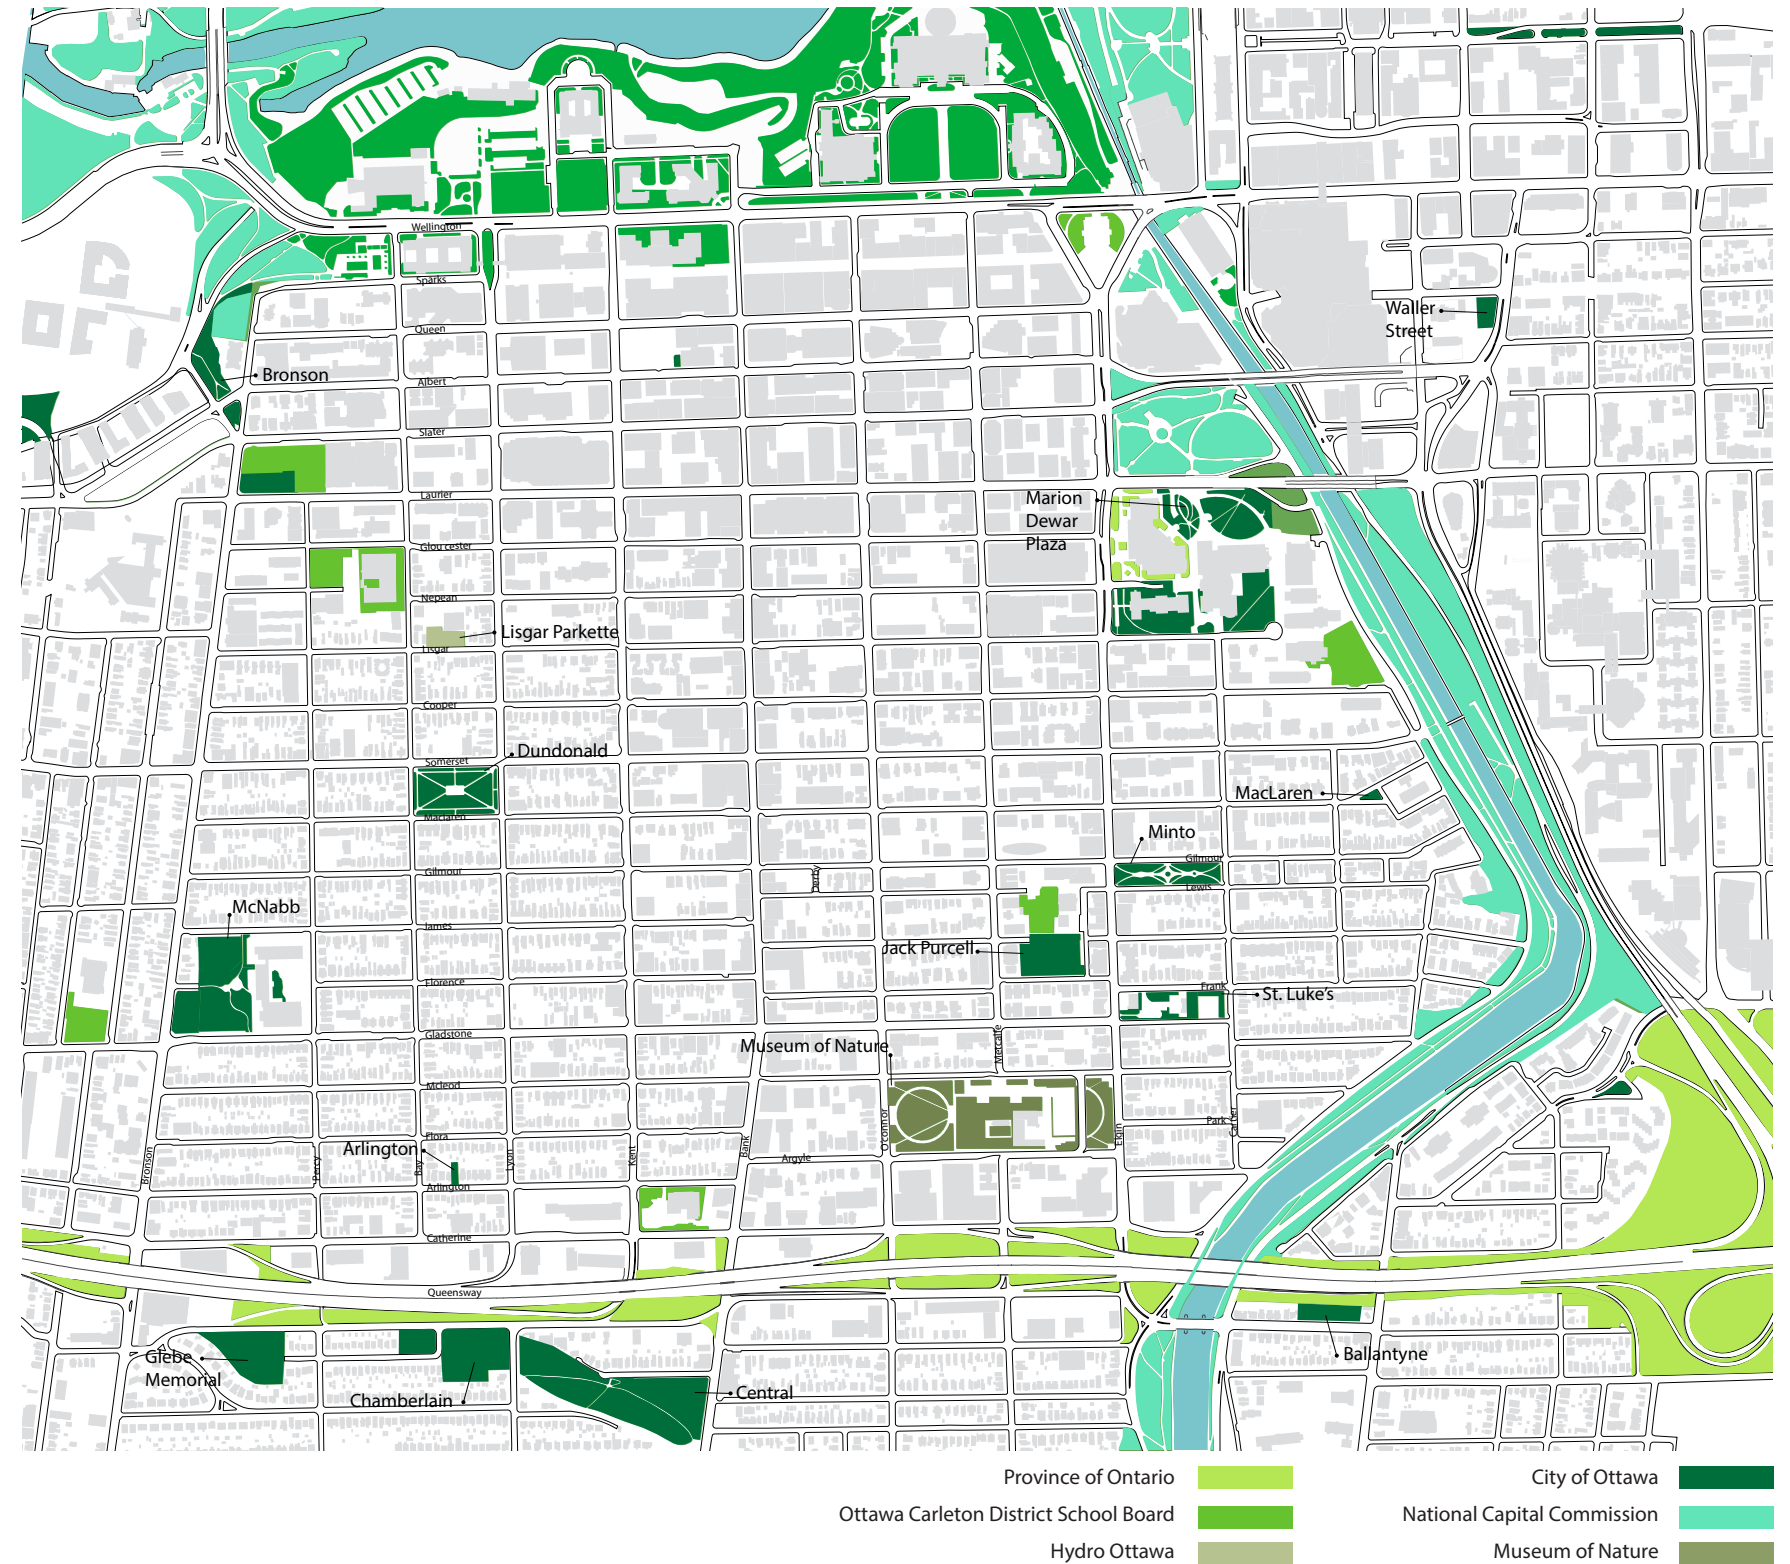 Wellington
Sparks
Waller
Street
Queen
Bronson
Albert
Slater
Laurier
Marion
Dewar
Plaza
Gloucester
Nepean
Lisgar Parkette
Lisgar
Cooper
Dundonald
Somerset
MacLaren
Maclaren
Minto
Gilmour
Gilmour
Derby
Lewis
McNabb
James
Jack Purcell
Florence
Frank
St. Luke's
Gladstone
Metcalfe
Museum of Nature
Mcleod
O'connor
Park
Cartier
Elgin
Flora
Arlington
Bronson
Percy
Bay
Lyon
Kent
Bank
Argyle
Arlington
Catherine
Queensway
Glebe
Memorial
Ballantyne
Chamberlain
Central
Province of Ontario
City of Ottawa
Ottawa Carleton District School Board
National Capital Commission
Hydro Ottawa
Museum of Nature